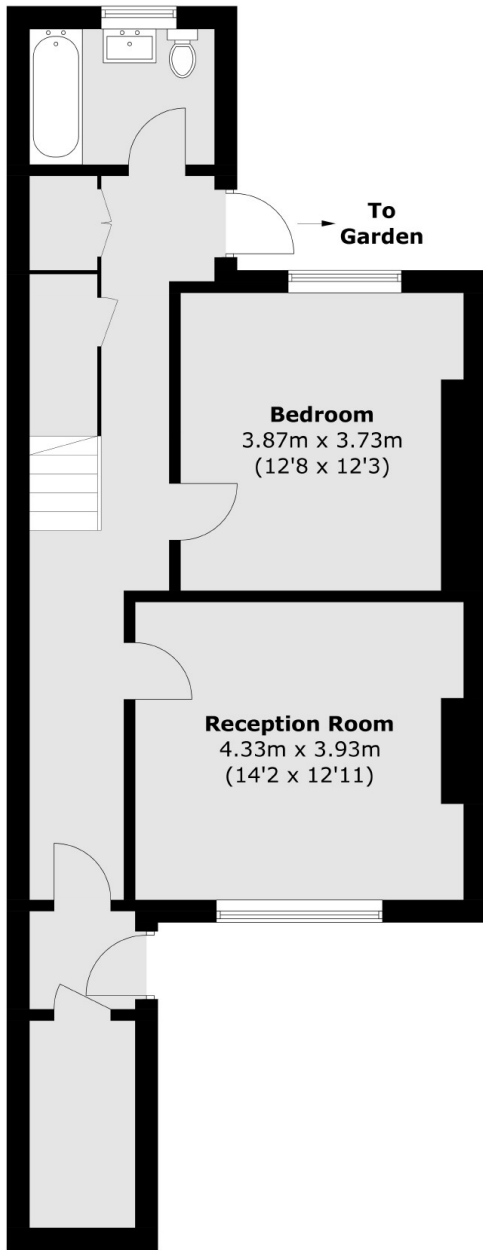 To
Garden
Bedroom
3.87m x 3.73m
(12'8 x 12'3)
Reception Room
4.33m x 3.93m
(14'2 x 12'11)